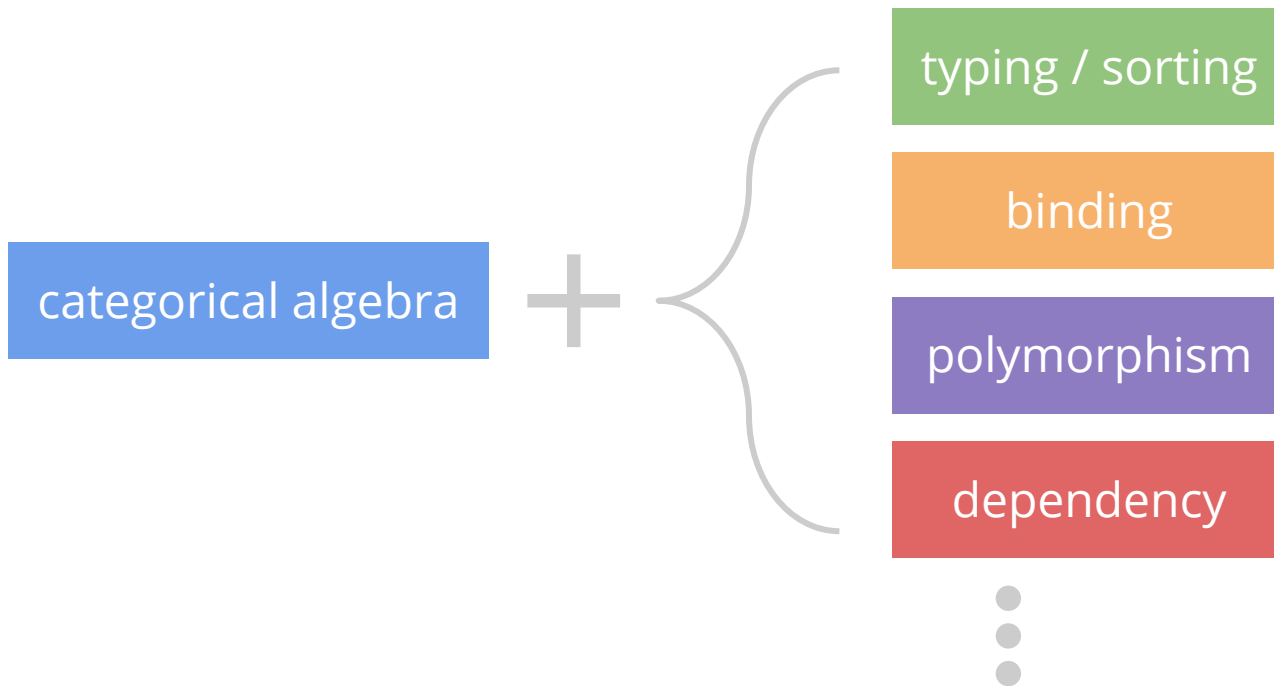 typing / sorting
binding
categorical algebra
+
polymorphism
dependency